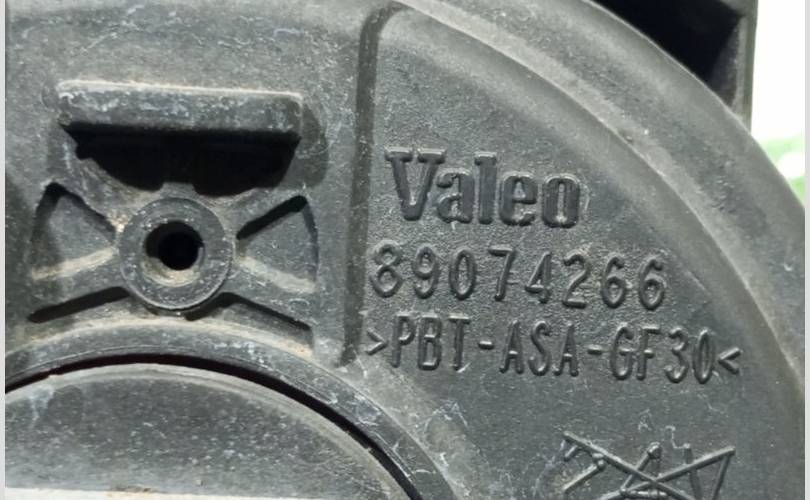 Valeo
89074266
>PBT-ASA-GF30<